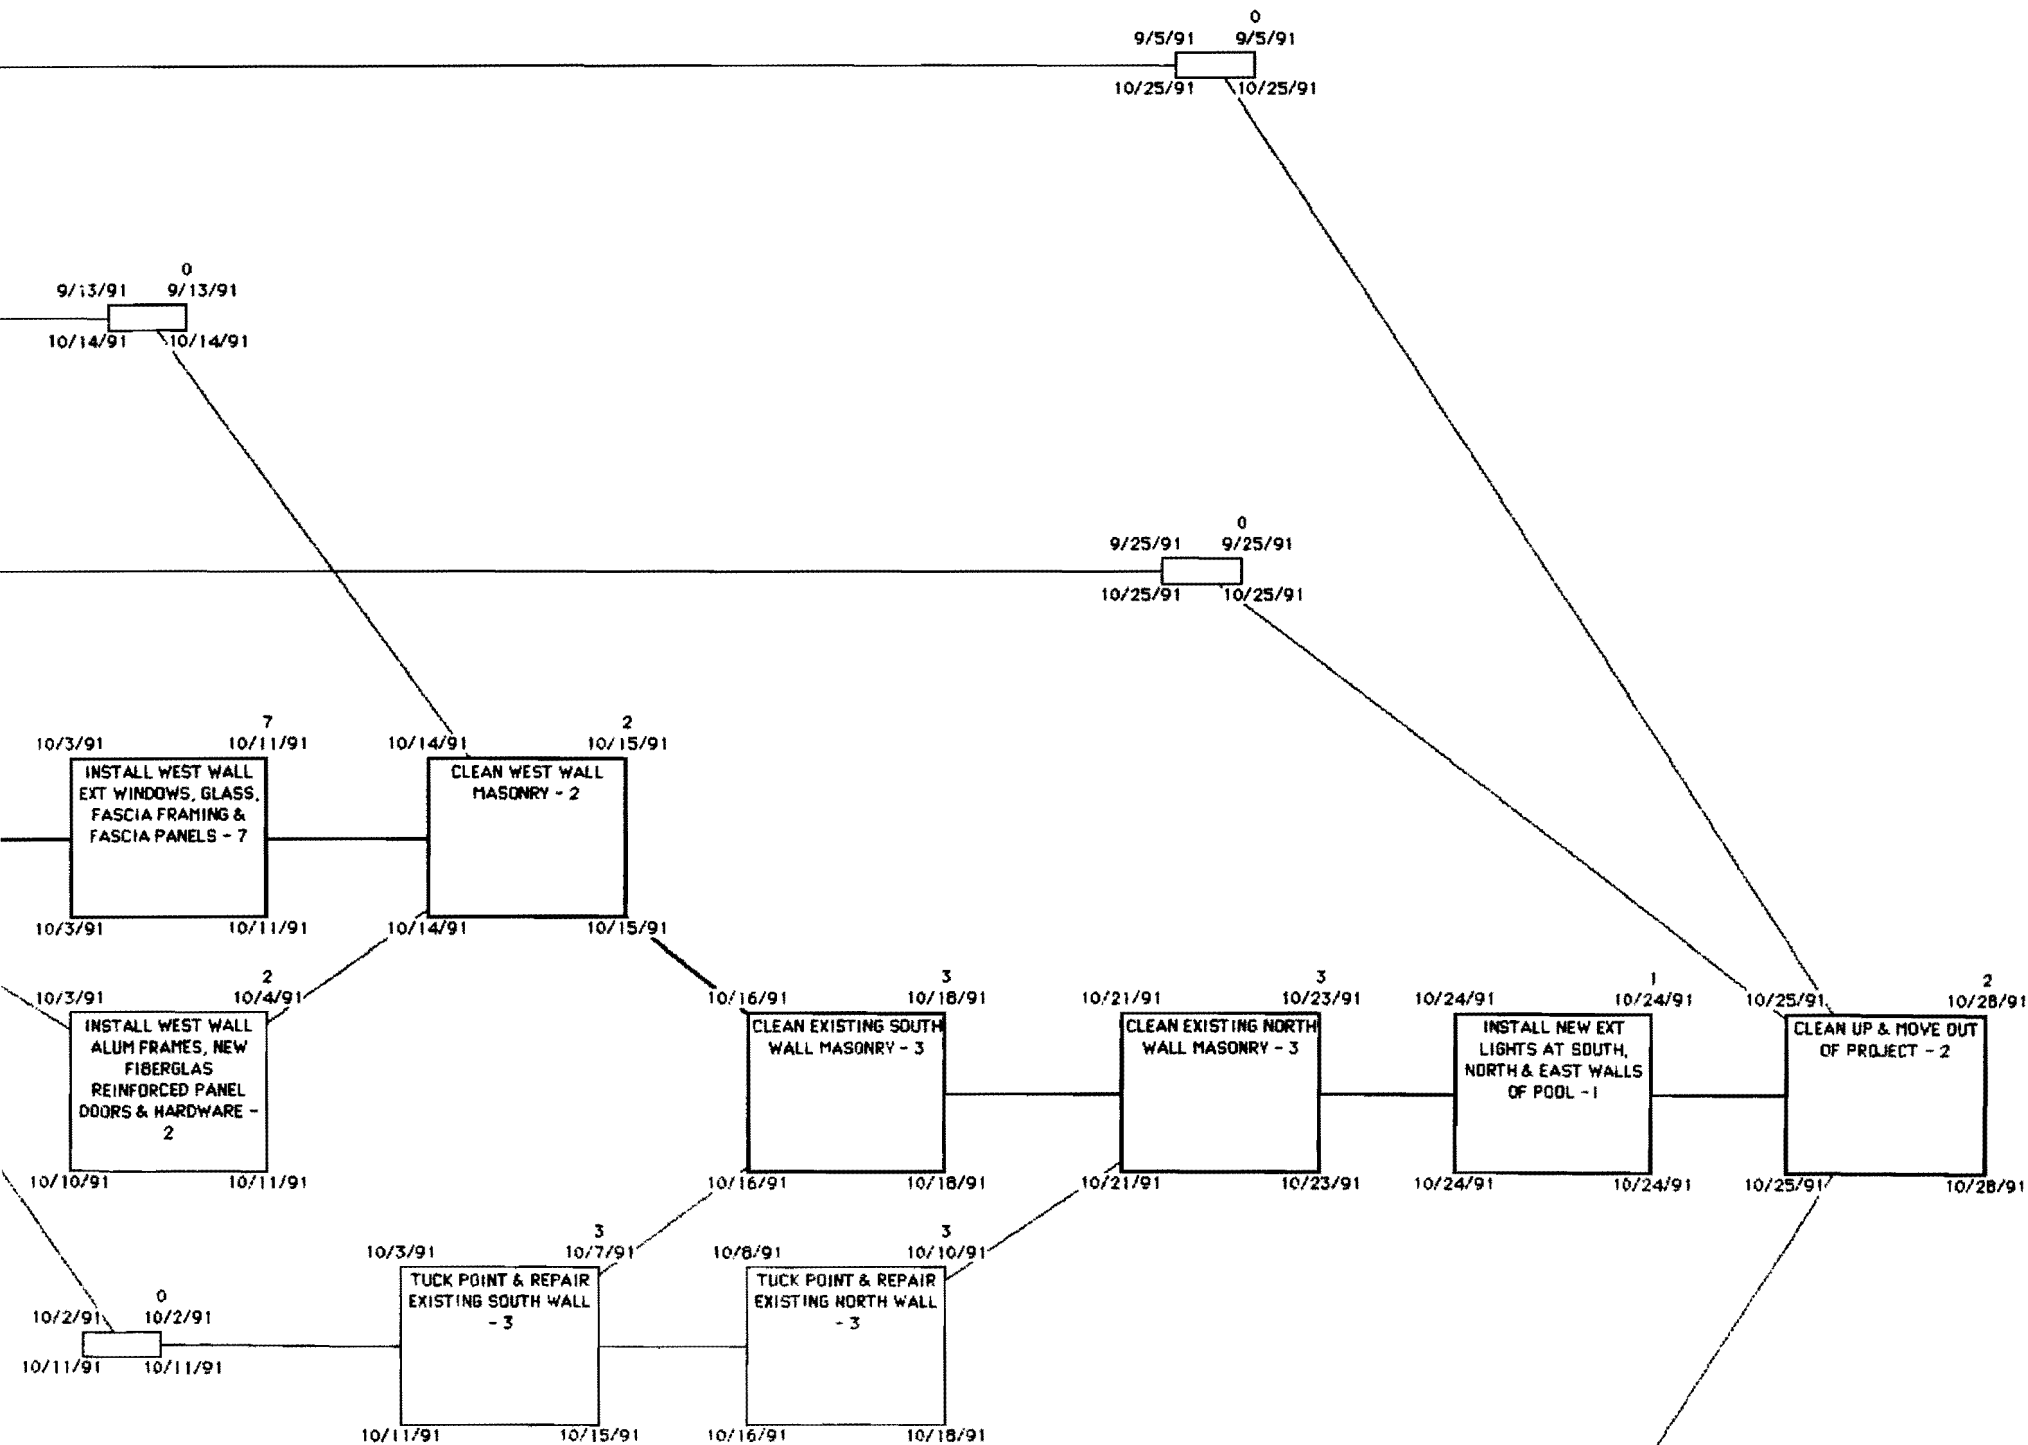 0
9/5/91 9/5/91
10/25/91 10/25/91
0
9/13/91 9/13/91
10/14/91 10/14/91
0
9/25/91 9/25/91
10/25/91 10/25/91
7
10/3/91 10/11/91
INSTALL WEST WALL
EXT WINDOWS, GLASS,
FASCIA FRAMING &
FASCIA PANELS - 7
10/3/91 10/11/91
2
10/14/91 10/15/91
CLEAN WEST WALL
MASONRY - 2
10/14/91 10/15/91
2
10/3/91 10/4/91
INSTALL WEST WALL
ALUM FRAMES, NEW
FIBERGLAS
REINFORCED PANEL
DOORS & HARDWARE -
2
10/10/91 10/11/91
3
10/16/91 10/18/91
CLEAN EXISTING SOUTH
WALL MASONRY - 3
10/16/91 10/18/91
3
10/21/91 10/23/91
CLEAN EXISTING NORTH
WALL MASONRY - 3
10/21/91 10/23/91
1
10/24/91 10/24/91
INSTALL NEW EXT
LIGHTS AT SOUTH,
NORTH & EAST WALLS
OF POOL - 1
10/24/91 10/24/91
2
10/25/91 10/28/91
CLEAN UP & MOVE OUT
OF PROJECT - 2
10/25/91 10/28/91
0
10/2/91 10/2/91
10/11/91 10/11/91
3
10/3/91 10/7/91
TUCK POINT & REPAIR
EXISTING SOUTH WALL
- 3
10/11/91 10/15/91
3
10/8/91 10/10/91
TUCK POINT & REPAIR
EXISTING NORTH WALL
- 3
10/16/91 10/18/91